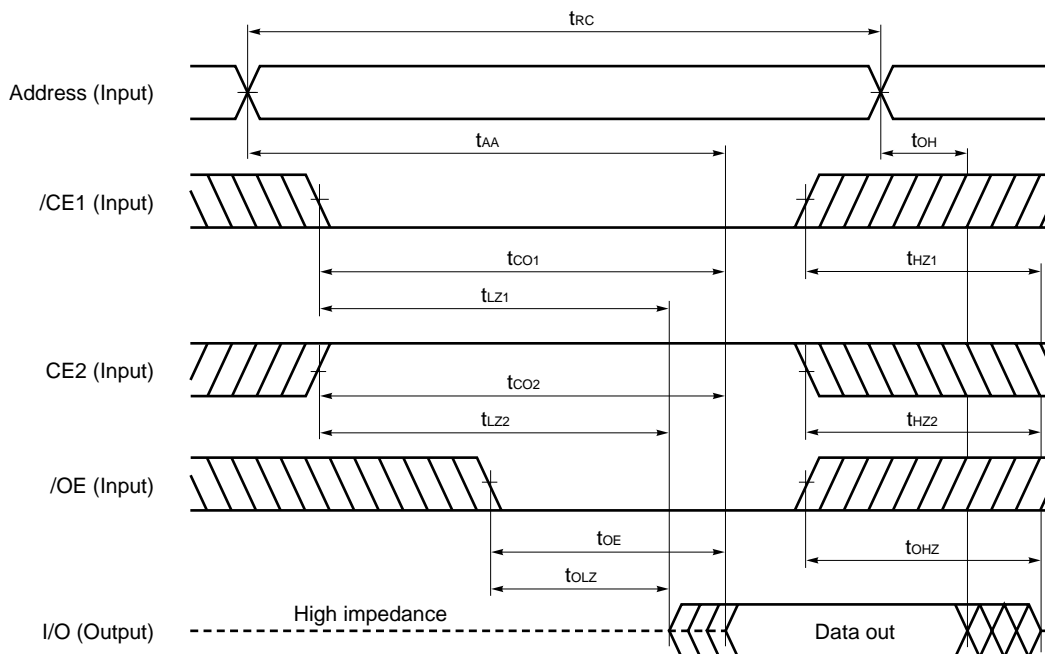 tRC
Address (Input)
tAA
tOH
/CE1 (Input)
tCO1
tHZ1
tLZ1
CE2 (Input)
tCO2
tLZ2
tHZ2
/OE (Input)
tOE
tOHZ
tOLZ
High impedance
I/O (Output)
Data out